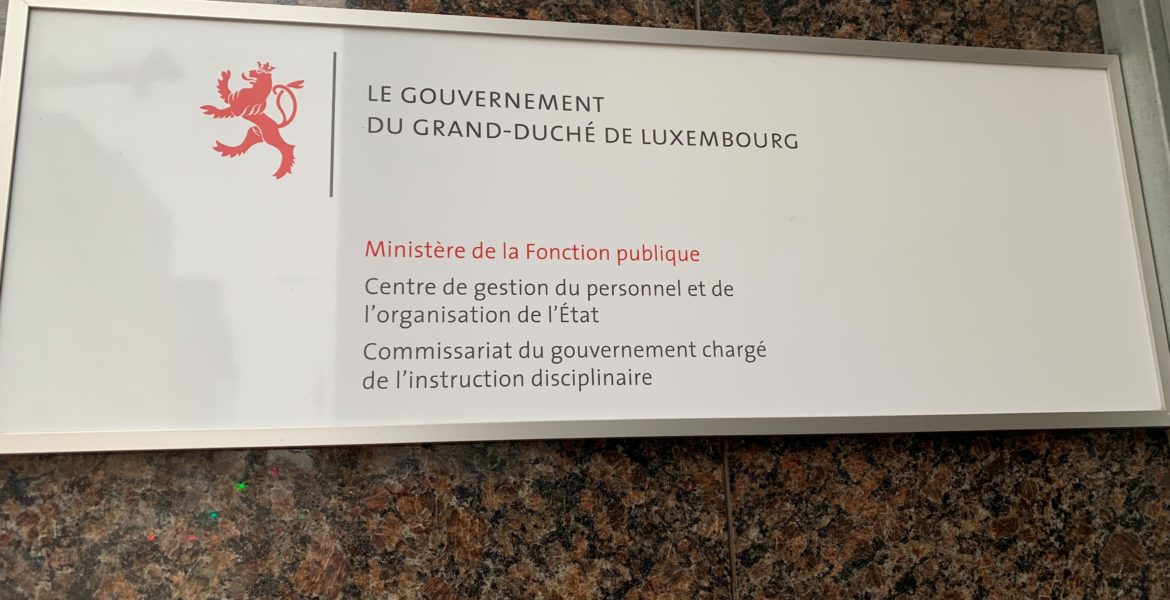 LE GOUVERNEMENT
DU GRAND-DUCHÉ DE LUXEMBOURG
Ministère de la Fonction publique
Centre de gestion du personnel et de
l’organisation de l’État
Commissariat du gouvernement chargé
de l’instruction disciplinaire